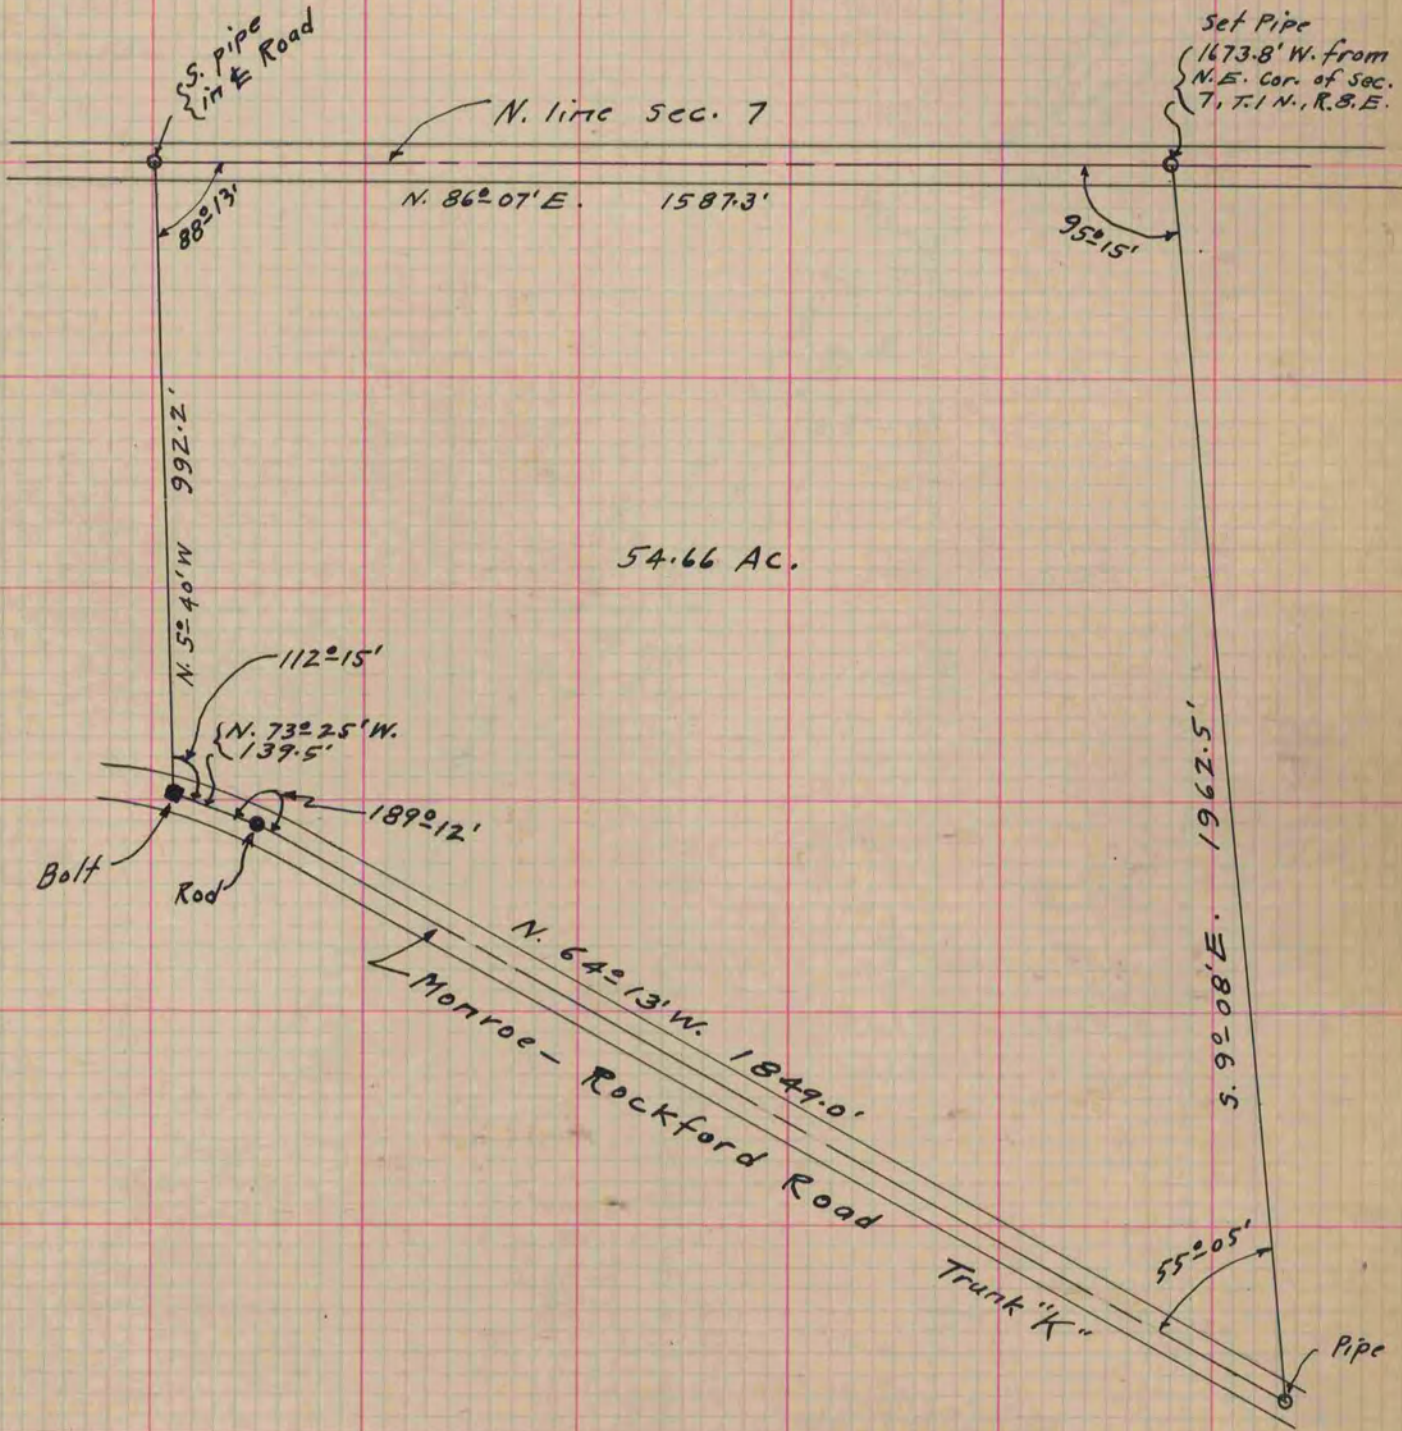 S. pipe
in ℄ Road
Set Pipe
1673.8' W. from
N.E. Cor. of Sec.
7, T.1 N., R.8.E.
N. line Sec. 7
88°13'
N. 86°07'E. 1587.3'
95°15'
N. 5°40'W 992.2'
54.66 AC.
112°15'
N. 73°25'W.
139.5'
189°12'
Bolt
Rod
N. 64°13'W. 1849.0'
Monroe - Rockford Road
Trunk "K"
S. 9°08'E. 1962.5'
55°05'
Pipe